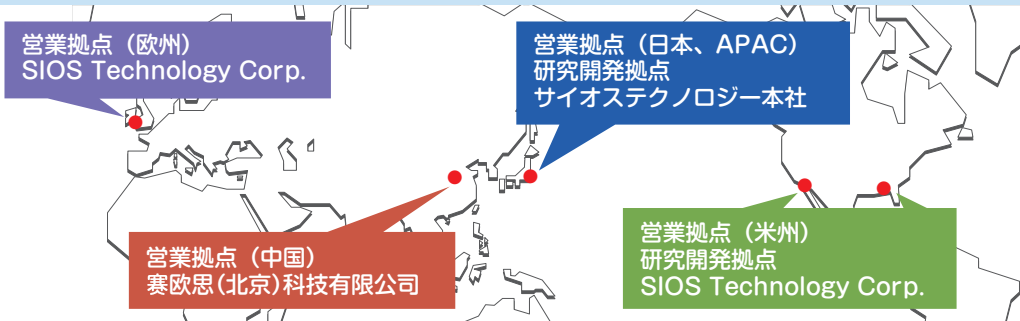 営業拠点（欧州）
SIOS Technology Corp.
営業拠点（日本、APAC）
研究開発拠点
サイオステクノロジー本社
営業拠点（中国）
赛欧思(北京)科技有限公司
営業拠点（米州）
研究開発拠点
SIOS Technology Corp.